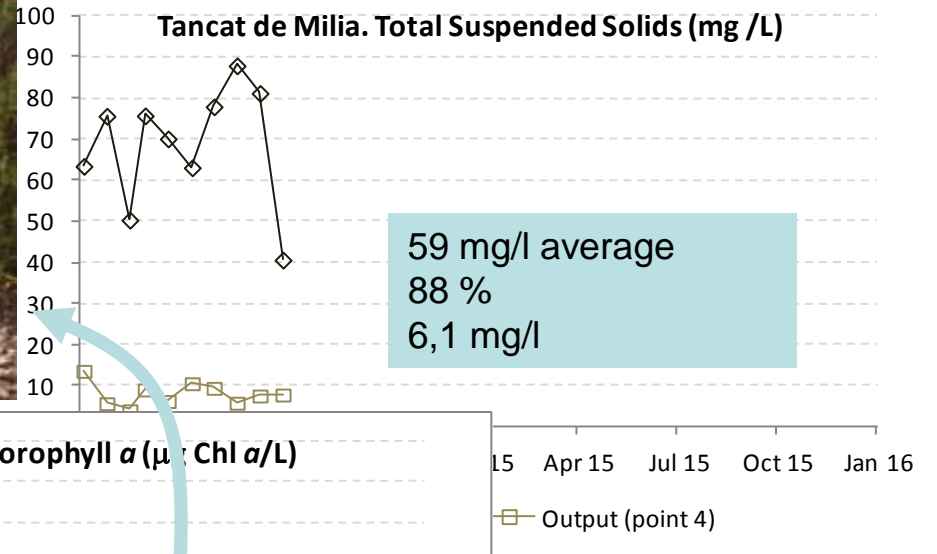 Tancat de Milia. Total Suspended Solids (mg /L)
100
90
80
70
60
50
40
30
20
10
59 mg/l average
88 %
6,1 mg/l
orophyll a (µg Chl a/L)
15 Apr 15 Jul 15 Oct 15 Jan 16
Output (point 4)